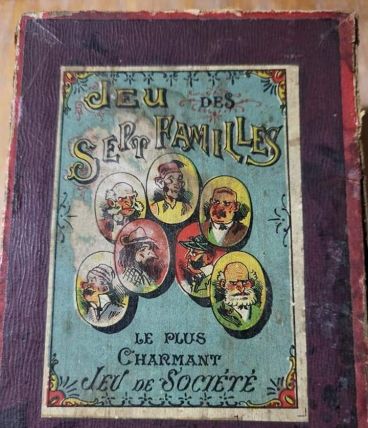 JEU DES
SEPT FAMILLES
LE PLUS
CHARMANT
JEU DE SOCIÉTÉ